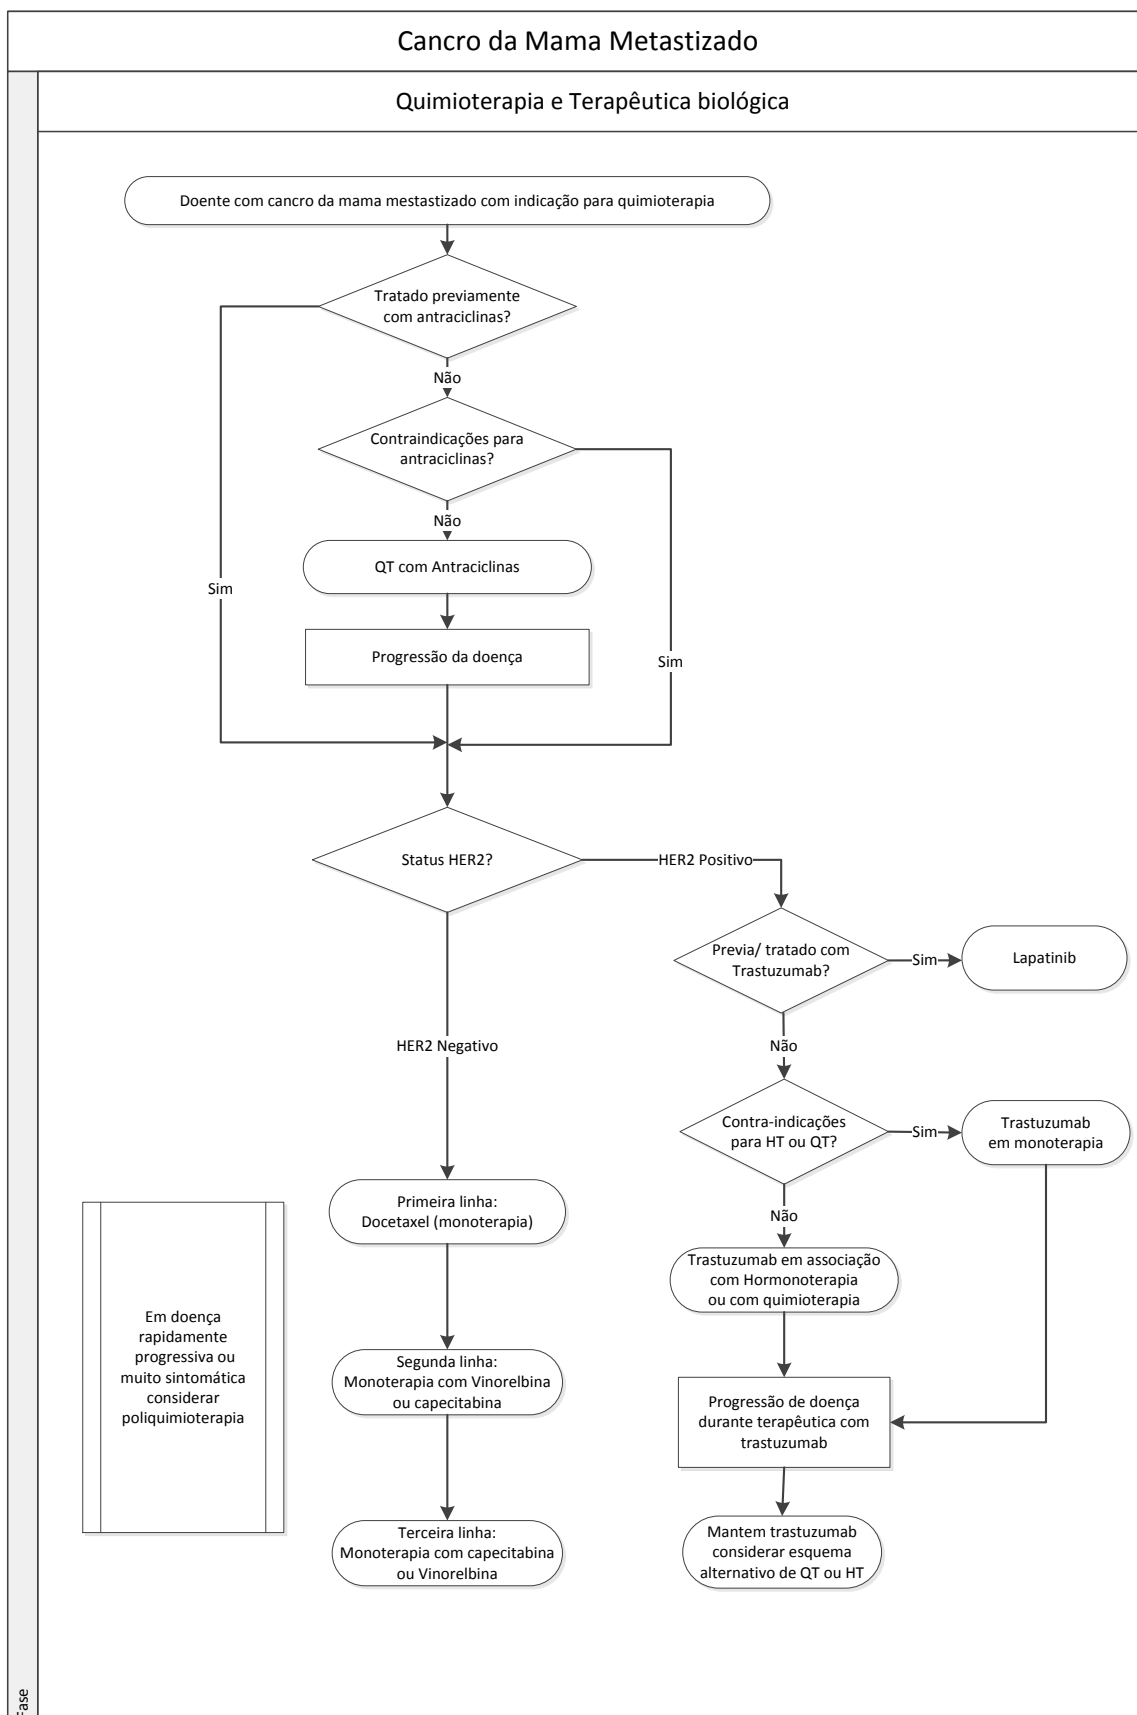 Cancro da Mama Metastizado
Quimioterapia e Terapêutica biológica
Doente com cancro da mama mestastizado com indicação para quimioterapia
Tratado previamente
com antraciclinas?
Não
Contraindicações para
antraciclinas?
Não
QT com Antraciclinas
Sim
Progressão da doença
Sim
Status HER2?
HER2 Positivo
Previa/ tratado com
Trastuzumab?
Sim
Lapatinib
HER2 Negativo
Não
Contra-indicações
para HT ou QT?
Sim
Trastuzumab
em monoterapia
Não
Primeira linha:
Docetaxel (monoterapia)
Trastuzumab em associação
com Hormonoterapia
ou com quimioterapia
Em doença
rapidamente
progressiva ou
muito sintomática
considerar
poliquimioterapia
Segunda linha:
Monoterapia com Vinorelbina
ou capecitabina
Progressão de doença
durante terapêutica com
trastuzumab
Terceira linha:
Monoterapia com capecitabina
ou Vinorelbina
Mantem trastuzumab
considerar esquema
alternativo de QT ou HT
Fase